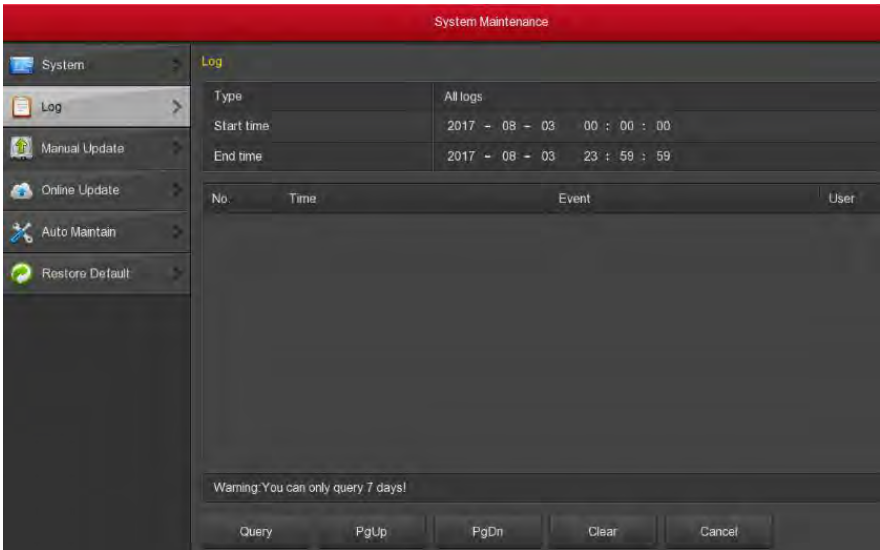 System Maintenance
System
Log
Manual Update
Online Update
Auto Maintain
Restore Default
Log
Type All logs
Start time 2017 - 08 - 03 00 : 00 : 00
End time 2017 - 08 - 03 23 : 59 : 59
No. Time Event User
Warning:You can only query 7 days!
Query PgUp PgDn Clear Cancel